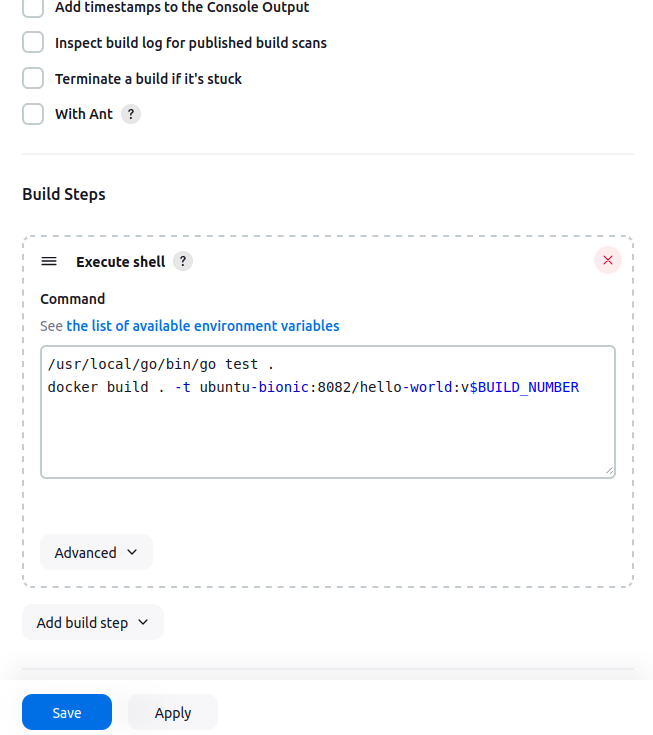 Add timestamps to the Console Output
Inspect build log for published build scans
Terminate a build if it's stuck
With Ant ?
Build Steps
Execute shell ?
Command
See the list of available environment variables
/usr/local/go/bin/go test .
docker build . -t ubuntu-bionic:8082/hello-world:v$BUILD_NUMBER
Advanced
Add build step
Save Apply